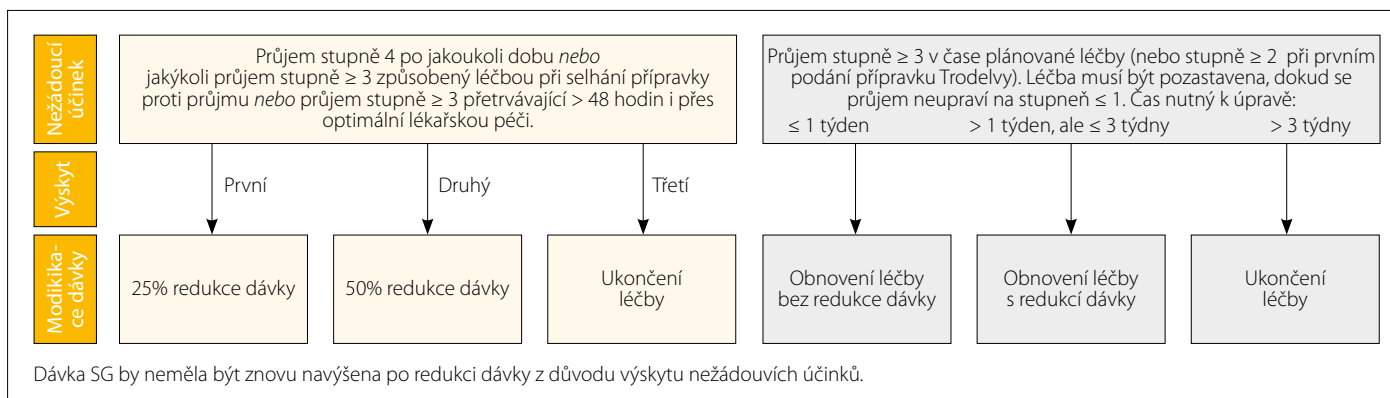 Nežádoucí
účinek
Průjem stupně 4 po jakoukoli dobu nebo
jakýkoli průjem stupně ≥ 3 způsobený léčbou při selhání přípravky
proti průjmu nebo průjem stupně ≥ 3 přetrvávající > 48 hodin i přes
optimální lékařskou péči.
Průjem stupně ≥ 3 v čase plánované léčby (nebo stupně ≥ 2 při prvním
podání přípravku Trodelvy). Léčba musí být pozastavena, dokud se
průjem neupraví na stupeň ≤ 1. Čas nutný k úpravě:
≤ 1 týden > 1 týden, ale ≤ 3 týdny > 3 týdny
Výskyt
První Druhý Třetí
Modikika-
ce dávky
25% redukce dávky
50% redukce dávky
Ukončení
léčby
Obnovení léčby
bez redukce dávky
Obnovení léčby
s redukcí dávky
Ukončení
léčby
Dávka SG by neměla být znovu navýšena po redukci dávky z důvodu výskytu nežádouvích účinků.